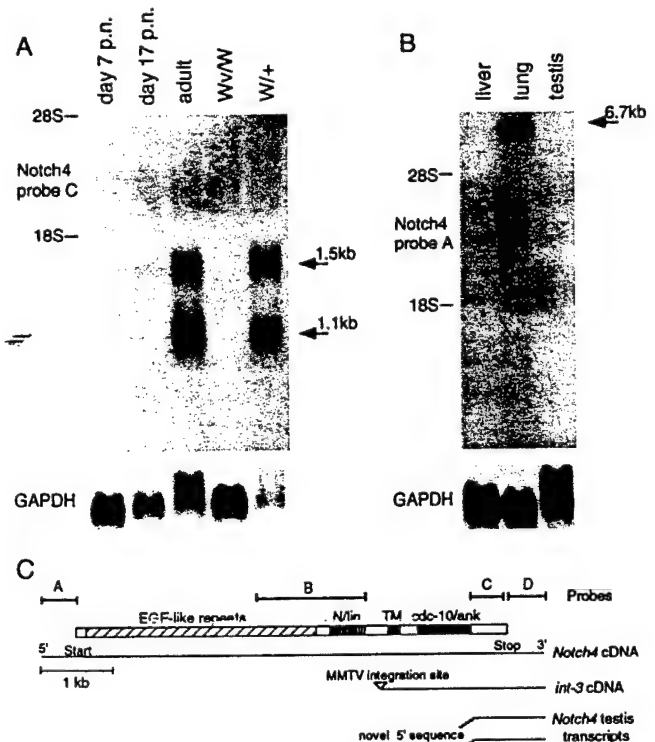 A
day 7 p.n.
day 17 p.n.
adult
Wv/W
W/+
28S
Notch4
probe C
18S
1.5kb
1.1kb
GAPDH
B
liver
lung
testis
6.7kb
28S
Notch4
probe A
18S
GAPDH
C
A B C D Probes
EGF-like repeats N/lin TM cdc-10/ank
5' Start Stop 3' Notch4 cDNA
1 kb
MMTV integration site
int-3 cDNA
Notch4 testis
novel 5' sequence transcripts